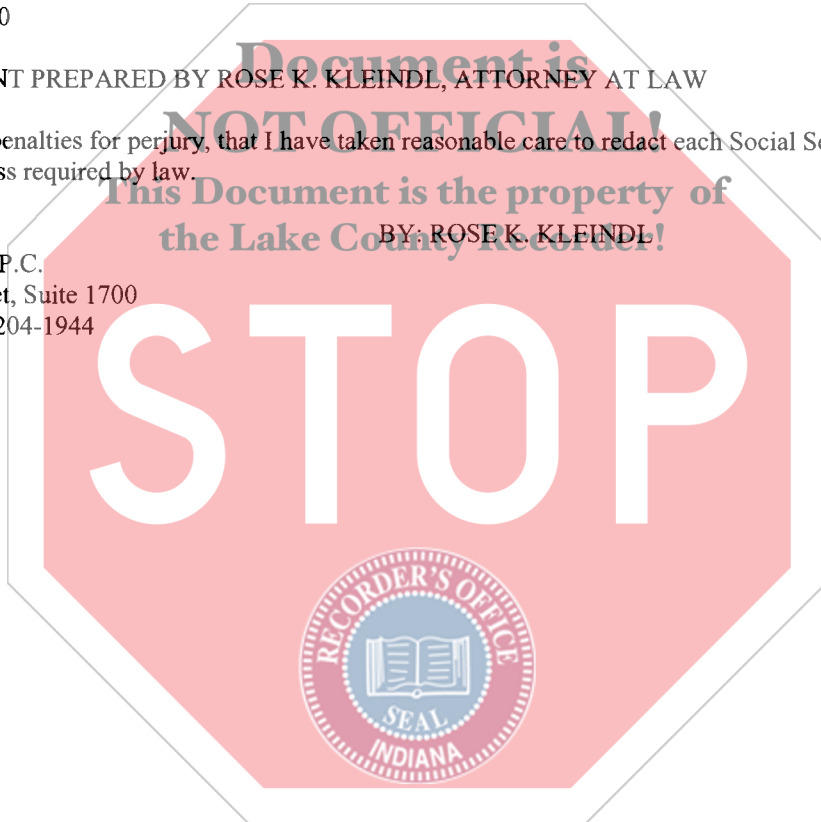 0
Document is
NT PREPARED BY ROSE K. KLEINDL, ATTORNEY AT LAW
NOT OFFICIAL!
penalties for perjury, that I have taken reasonable care to redact each Social Se
ss required by law.
This Document is the property of
the Lake County Recorder!
BY: ROSE K. KLEINDL
P.C.
et, Suite 1700
204-1944
STOP
RECORDER'S OFFICE
SEAL
INDIANA